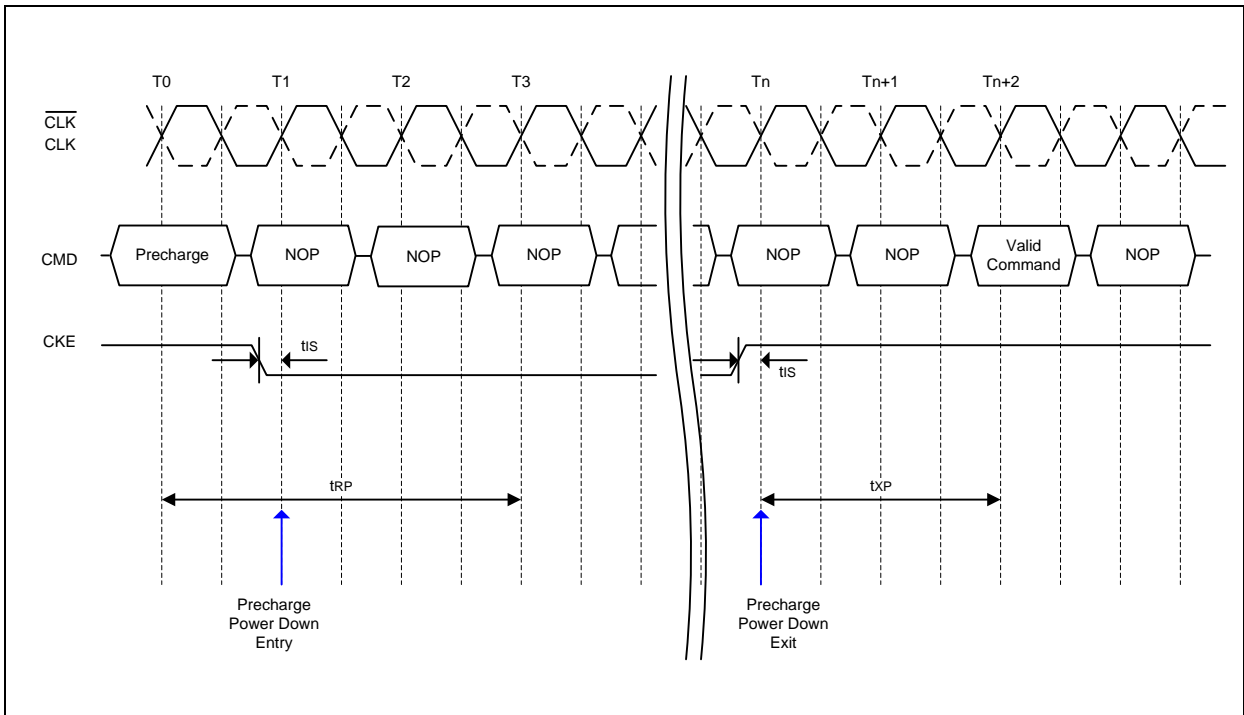 T0 T1 T2 T3 Tn Tn+1 Tn+2
CLK
CLK
CMD Precharge NOP NOP NOP NOP NOP Valid Command NOP
CKE tIS tIS
tRP tXP
Precharge
Power Down
Entry
Precharge
Power Down
Exit